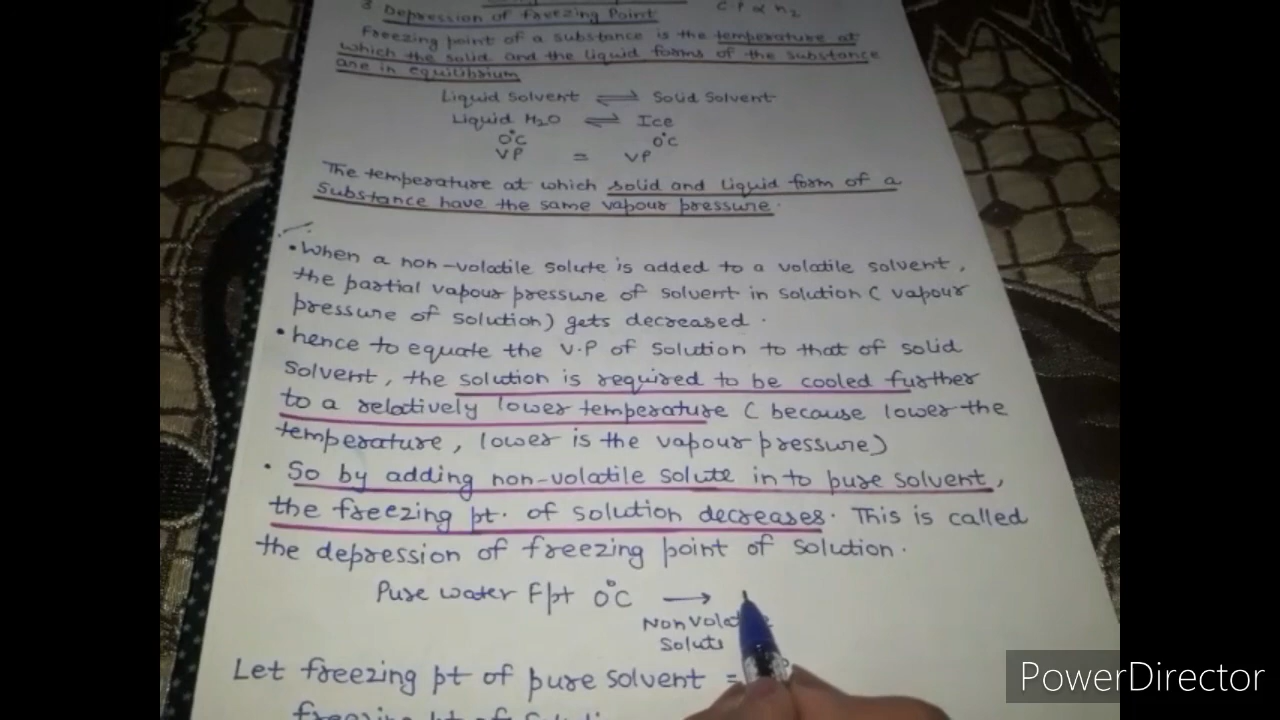 3 Depression of freezing Point
C.P ∝ n2
Freezing point of a substance is the temperature at
which the solid and the liquid forms of the substance
are in equilibrium
Liquid Solvent ⇌ Solid Solvent
Liquid H2O ⇌ Ice
0°C 0°C
VP = VP
The temperature at which solid and liquid form of a
substance have the same vapour pressure.
• When a non-volatile solute is added to a volatile solvent,
the partial vapour pressure of solvent in solution ( vapour
pressure of solution) gets decreased.
• hence to equate the V.P of solution to that of solid
solvent, the solution is required to be cooled further
to a relatively lower temperature ( because lower the
temperature, lower is the vapour pressure)
• So by adding non-volatile solute in to pure solvent,
the freezing pt. of solution decreases. This is called
the depression of freezing point of solution.
Pure water Fpt 0°C →
Non
Solute
Let freezing pt of pure solvent =
freezing pt of
PowerDirector